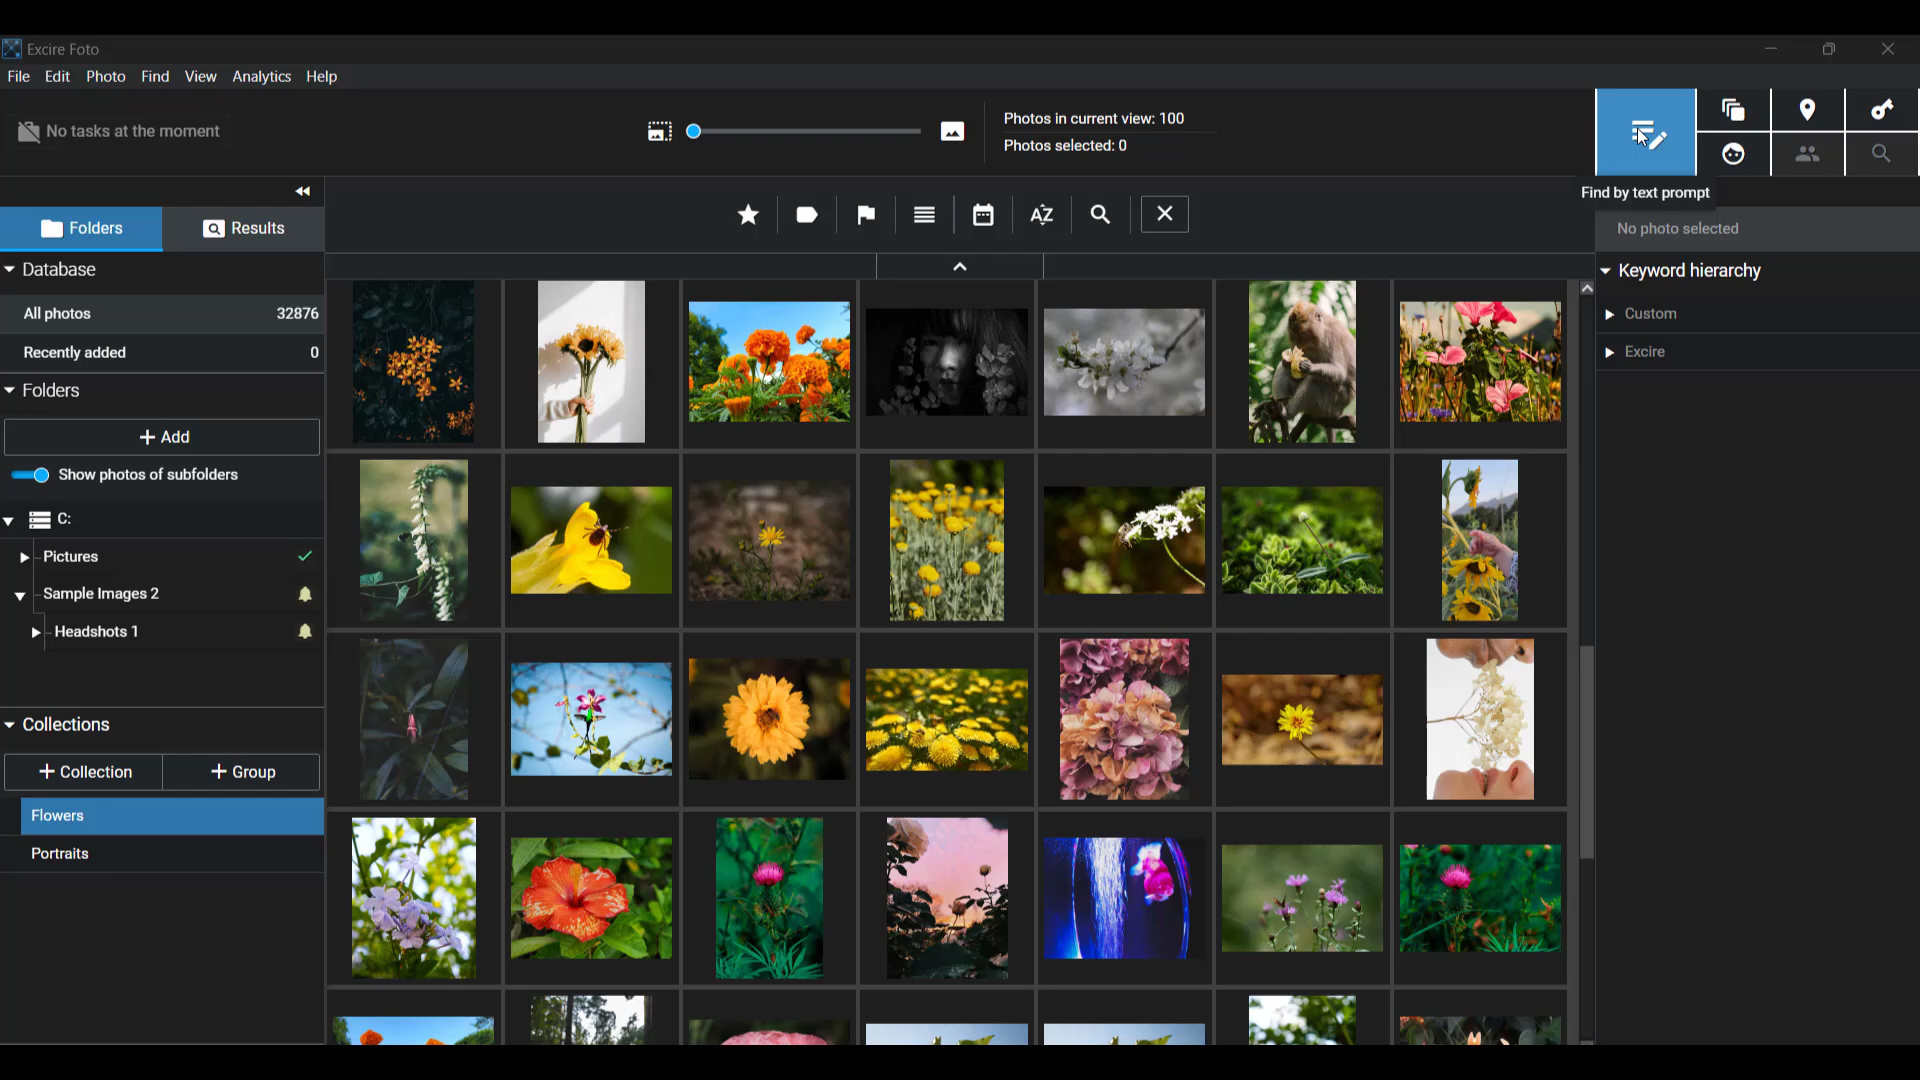 Excire Foto
File Edit Photo Find View Analytics Help
No tasks at the moment
Photos in current view: 100
Photos selected: 0
Find by text prompt
Folders
Results
No photo selected
Database
Keyword hierarchy
All photos 32876
Custom
Recently added 0
Excire
Folders
+ Add
Show photos of subfolders
C:
Pictures
Sample Images 2
Headshots 1
Collections
+ Collection
+ Group
Flowers
Portraits